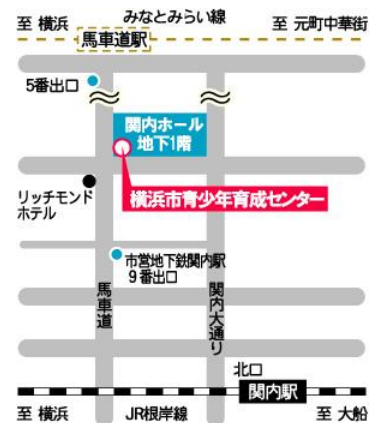 みなとみらい線
至 横浜
至 元町中華街
馬車道駅
5番出口
関内ホール
地下1階
横浜市青少年育成センター
リッチモンド
ホテル
市営地下鉄関内駅
9番出口
馬車道
関内大通り
北口
関内駅
至 横浜
JR根岸線
至 大船